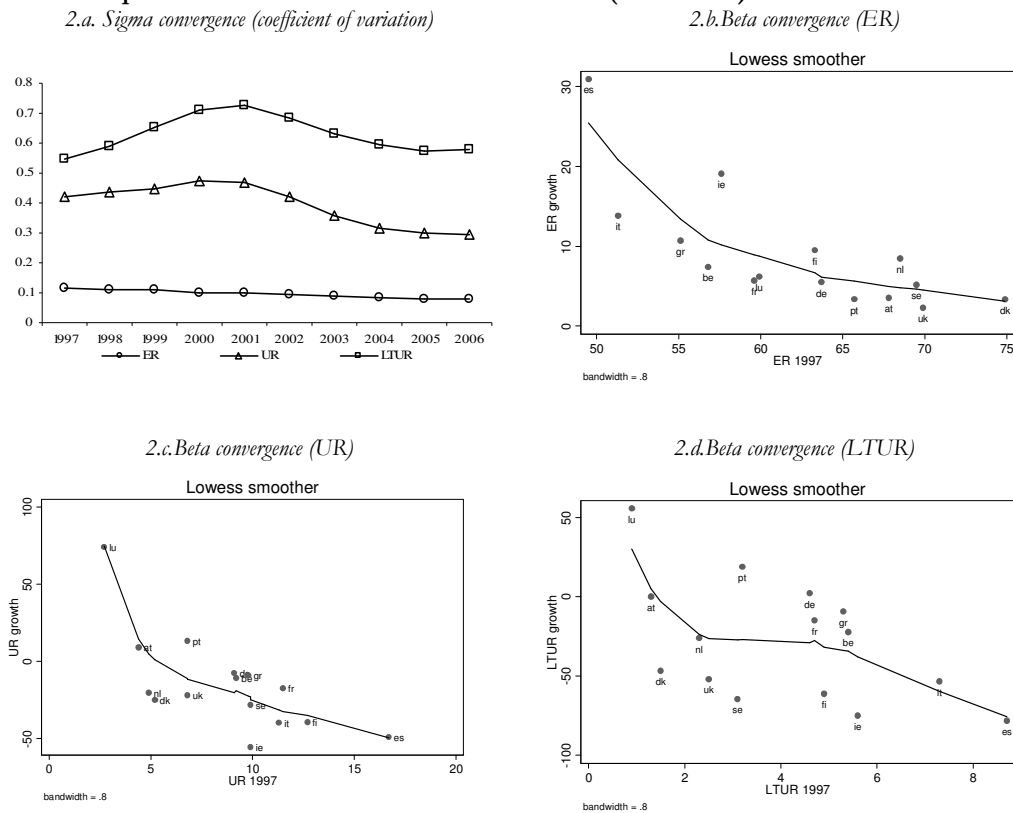 2.a. Sigma convergence (coefficient of variation)
0.8
0.7
0.6
0.5
0.4
0.3
0.2
0.1
0
1997 1998 1999 2000 2001 2002 2003 2004 2005 2006
ER UR LTUR
2.b.Beta convergence (ER)
Lowess smoother
ER growth
30
20
10
0
es
it
gr
be
ie
fr
lu
fi
de
pt
at
nl
se
uk
dk
50 55 60 65 70 75
ER 1997
bandwidth = .8
2.c.Beta convergence (UR)
Lowess smoother
UR growth
100
50
0
-50
lu
at
nl
dk
pt
uk
de
be
gr
se
ie
fr
it
fi
es
0 5 10 15 20
UR 1997
bandwidth = .8
2.d.Beta convergence (LTUR)
Lowess smoother
LTUR growth
50
0
-50
-100
lu
at
dk
nl
uk
se
pt
de
fr
fi
gr
be
ie
it
es
0 2 4 6 8
LTUR 1997
bandwidth = .8